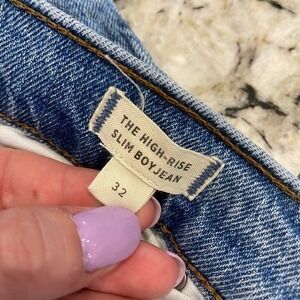 THE HIGH-RISE
SLIM BOYJEAN
32